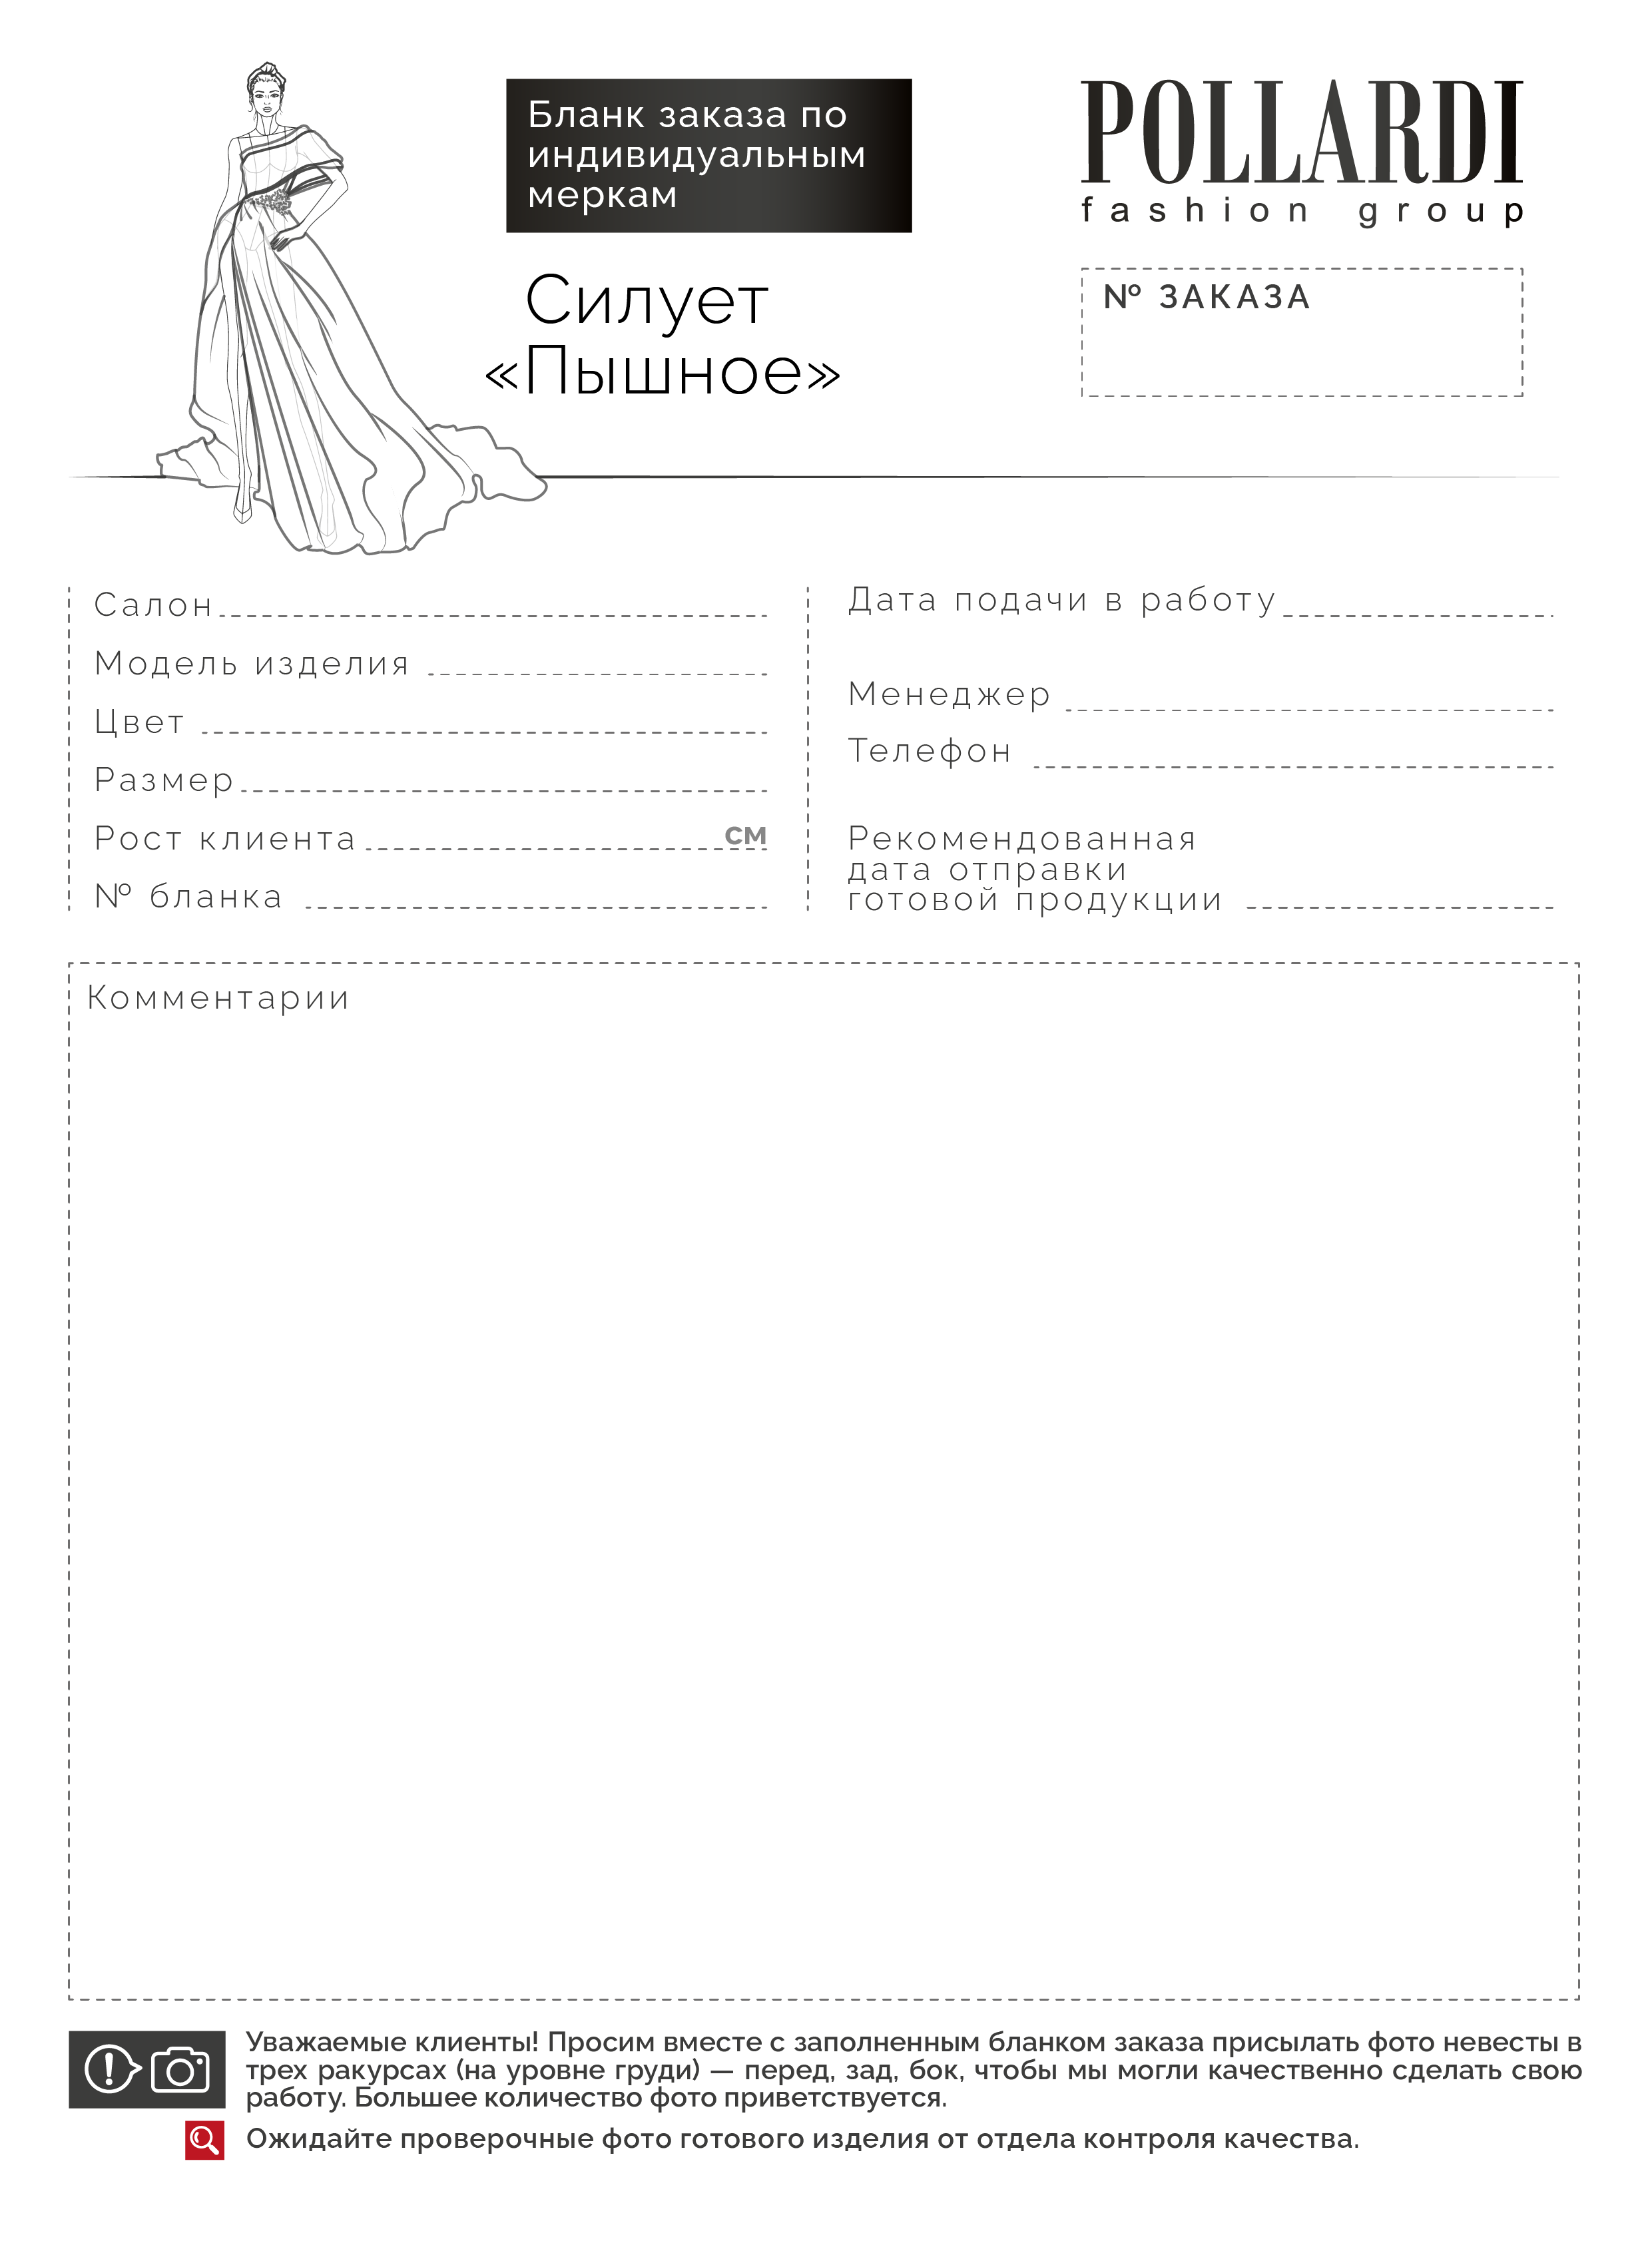 Бланк заказа по
индивидуальным
меркам
POLLARDI
fashion group
Силует
«Пышное»
№ ЗАКАЗА
Салон
Модель изделия
Цвет
Размер
Рост клиента см
№ бланка
Дата подачи в работу
Менеджер
Телефон
Рекомендованная
дата отправки
готовой продукции
Комментарии
Уважаемые клиенты! Просим вместе с заполненным бланком заказа присылать фото невесты в
трех ракурсах (на уровне груди) — перед, зад, бок, чтобы мы могли качественно сделать свою
работу. Большее количество фото приветствуется.
Ожидайте проверочные фото готового изделия от отдела контроля качества.